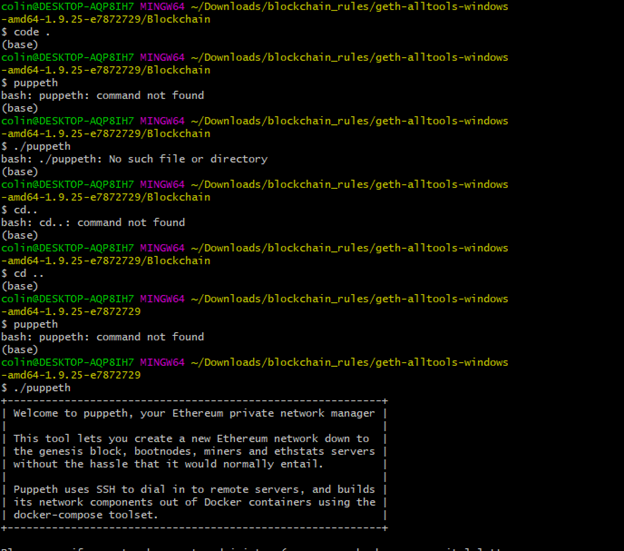 colin@DESKTOP-AQP8IH7 MINGW64 ~/Downloads/blockchain_rules/geth-alltools-windows
-amd64-1.9.25-e7872729/Blockchain
$ code .
(base)
colin@DESKTOP-AQP8IH7 MINGW64 ~/Downloads/blockchain_rules/geth-alltools-windows
-amd64-1.9.25-e7872729/Blockchain
$ puppeth
bash: puppeth: command not found
(base)
colin@DESKTOP-AQP8IH7 MINGW64 ~/Downloads/blockchain_rules/geth-alltools-windows
-amd64-1.9.25-e7872729/Blockchain
$ ./puppeth
bash: ./puppeth: No such file or directory
(base)
colin@DESKTOP-AQP8IH7 MINGW64 ~/Downloads/blockchain_rules/geth-alltools-windows
-amd64-1.9.25-e7872729/Blockchain
$ cd..
bash: cd..: command not found
(base)
colin@DESKTOP-AQP8IH7 MINGW64 ~/Downloads/blockchain_rules/geth-alltools-windows
-amd64-1.9.25-e7872729/Blockchain
$ cd ..
(base)
colin@DESKTOP-AQP8IH7 MINGW64 ~/Downloads/blockchain_rules/geth-alltools-windows
-amd64-1.9.25-e7872729
$ puppeth
bash: puppeth: command not found
(base)
colin@DESKTOP-AQP8IH7 MINGW64 ~/Downloads/blockchain_rules/geth-alltools-windows
-amd64-1.9.25-e7872729
$ ./puppeth
+-----------------------------------------------------------+
| Welcome to puppeth, your Ethereum private network manager |
|                                                           |
| This tool lets you create a new Ethereum network down to  |
| the genesis block, bootnodes, miners and ethstats servers |
| without the hassle that it would normally entail.         |
|                                                           |
| Puppeth uses SSH to dial in to remote servers, and builds |
| its network components out of Docker containers using the |
| docker-compose toolset.                                   |
+-----------------------------------------------------------+